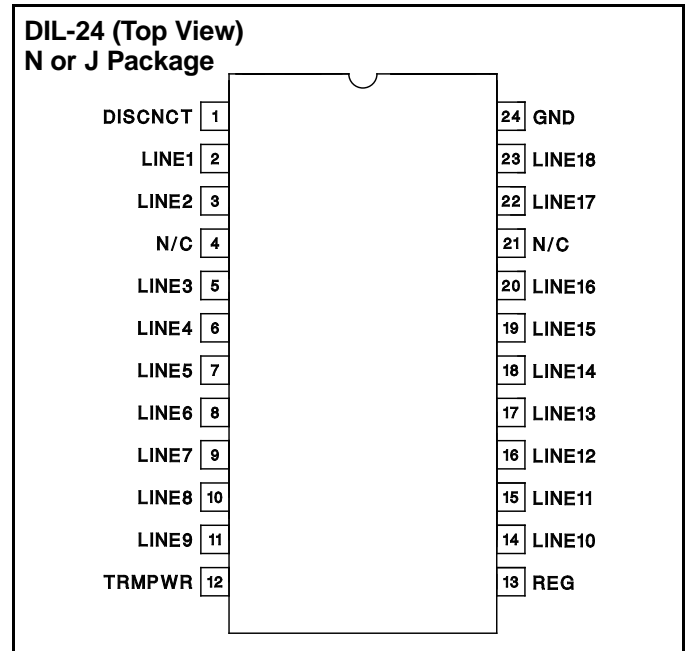 DIL-24 (Top View)
N or J Package
DISCNCT 1 24 GND
LINE1 2 23 LINE18
LINE2 3 22 LINE17
N/C 4 21 N/C
LINE3 5 20 LINE16
LINE4 6 19 LINE15
LINE5 7 18 LINE14
LINE6 8 17 LINE13
LINE7 9 16 LINE12
LINE8 10 15 LINE11
LINE9 11 14 LINE10
TRMPWR 12 13 REG